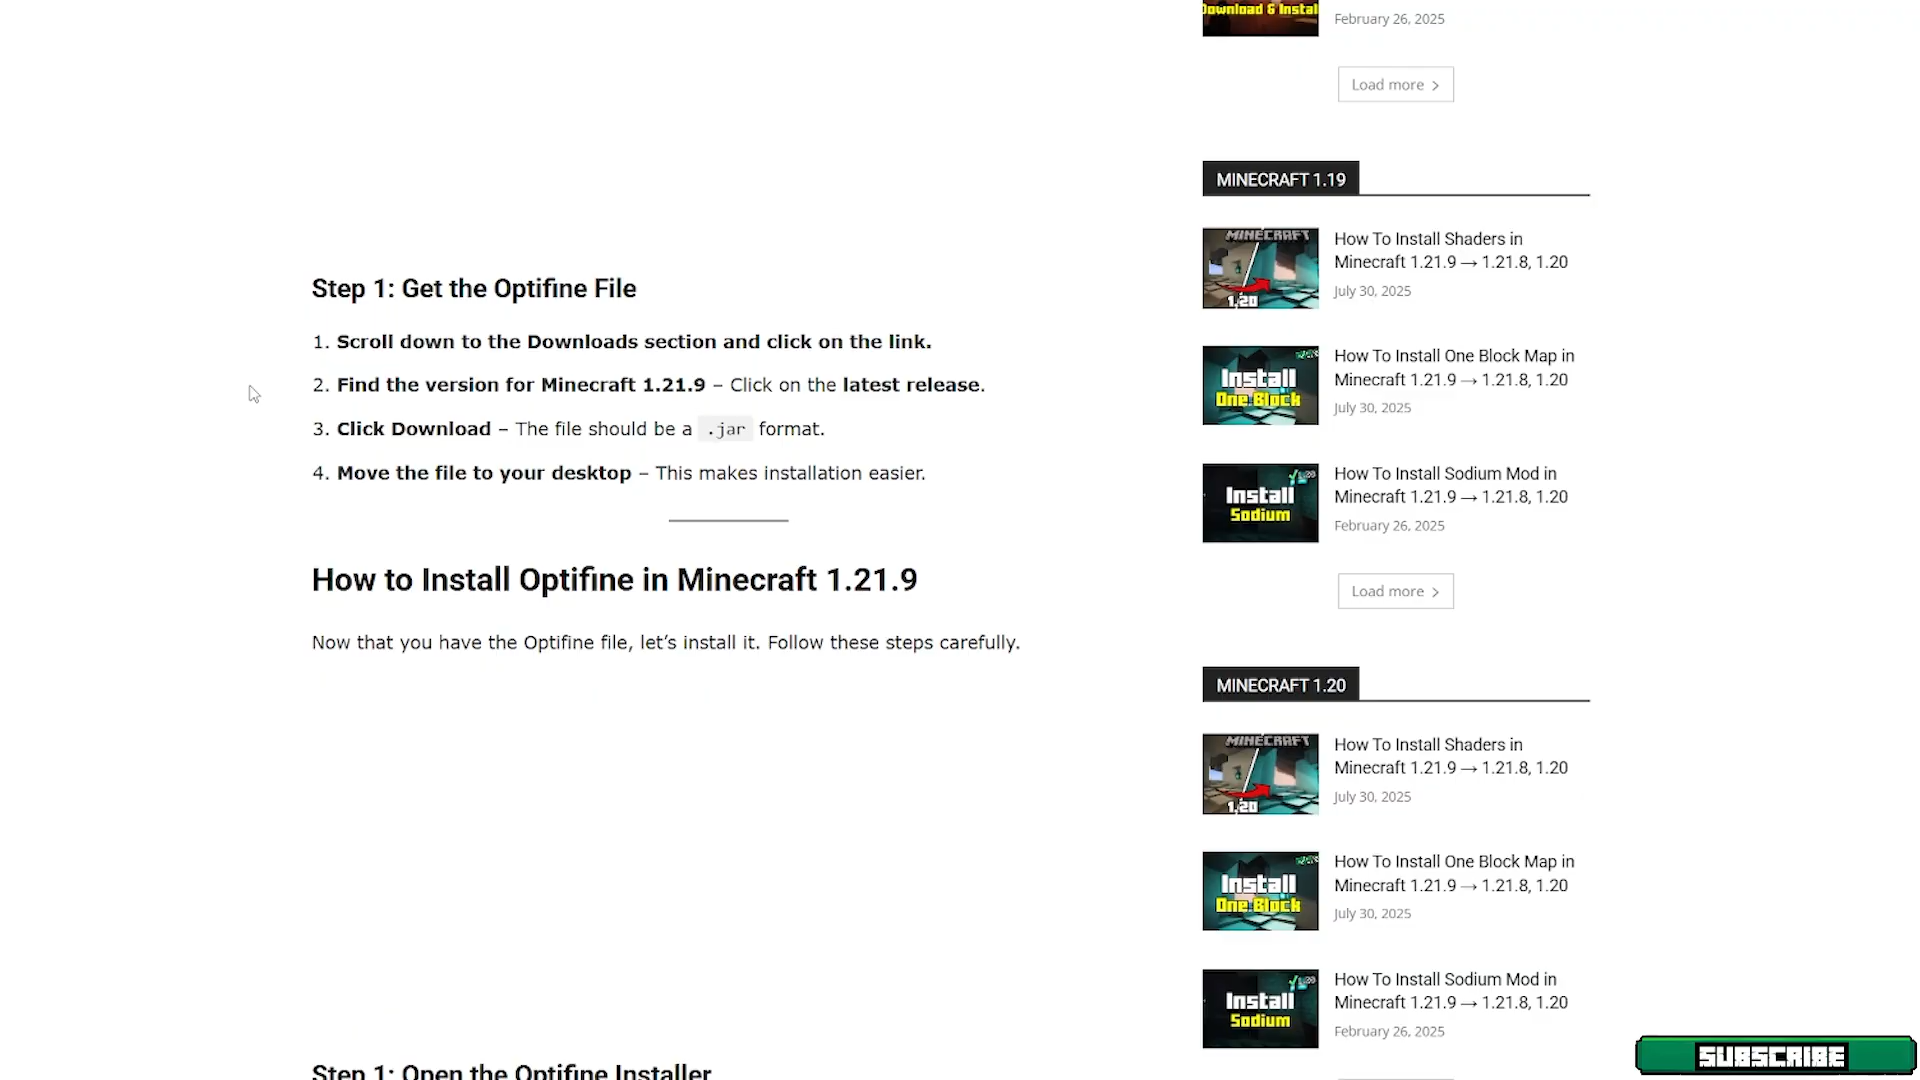 Download & Instal
February 26, 2025
Load more
MINECRAFT 1.19
MINECRAFT
1.20
How To Install Shaders in
Minecraft 1.21.9 → 1.21.8, 1.20
July 30, 2025
Install
One Block
How To Install One Block Map in
Minecraft 1.21.9 → 1.21.8, 1.20
July 30, 2025
Install
Sodium
How To Install Sodium Mod in
Minecraft 1.21.9 → 1.21.8, 1.20
February 26, 2025
Load more
Step 1: Get the Optifine File
1. Scroll down to the Downloads section and click on the link.
2. Find the version for Minecraft 1.21.9 – Click on the latest release.
3. Click Download – The file should be a .jar format.
4. Move the file to your desktop – This makes installation easier.
How to Install Optifine in Minecraft 1.21.9
Now that you have the Optifine file, let’s install it. Follow these steps carefully.
MINECRAFT 1.20
MINECRAFT
1.20
How To Install Shaders in
Minecraft 1.21.9 → 1.21.8, 1.20
July 30, 2025
Install
One Block
How To Install One Block Map in
Minecraft 1.21.9 → 1.21.8, 1.20
July 30, 2025
Install
Sodium
How To Install Sodium Mod in
Minecraft 1.21.9 → 1.21.8, 1.20
February 26, 2025
Step 1: Open the Optifine Installer
SUBSCRIBE